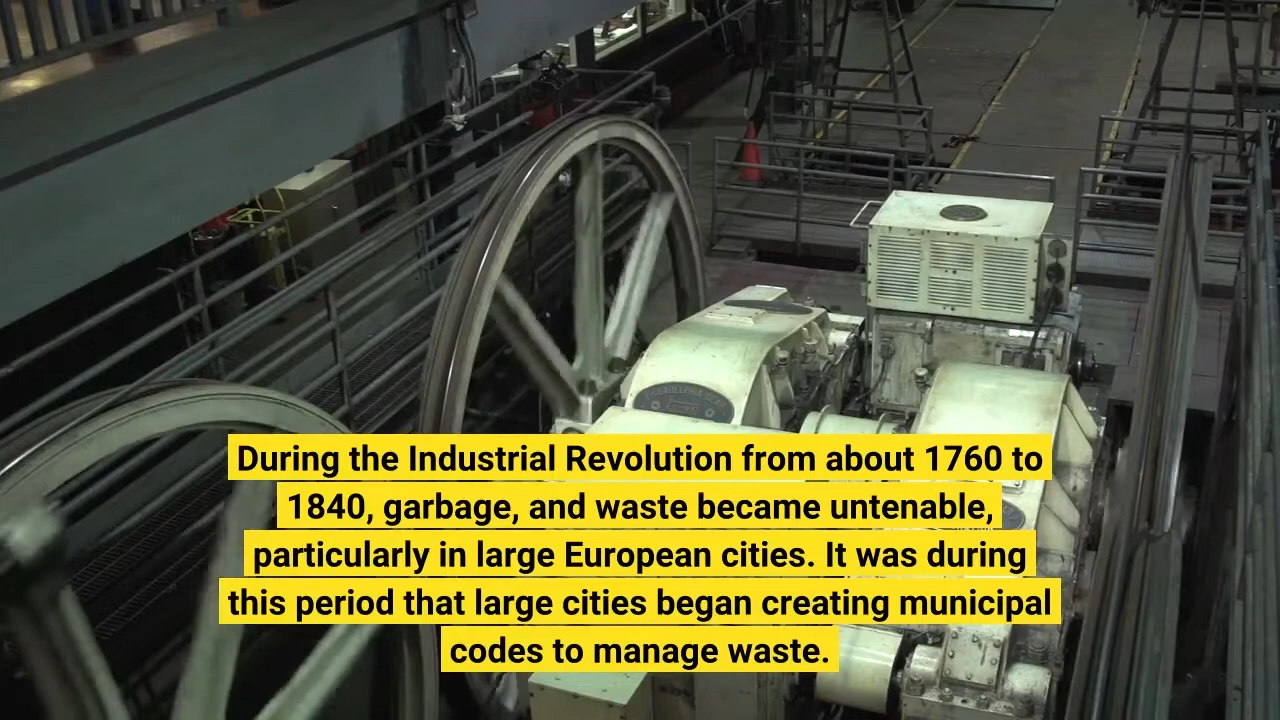 During the Industrial Revolution from about 1760 to
1840, garbage, and waste became untenable,
particularly in large European cities. It was during
this period that large cities began creating municipal
codes to manage waste.